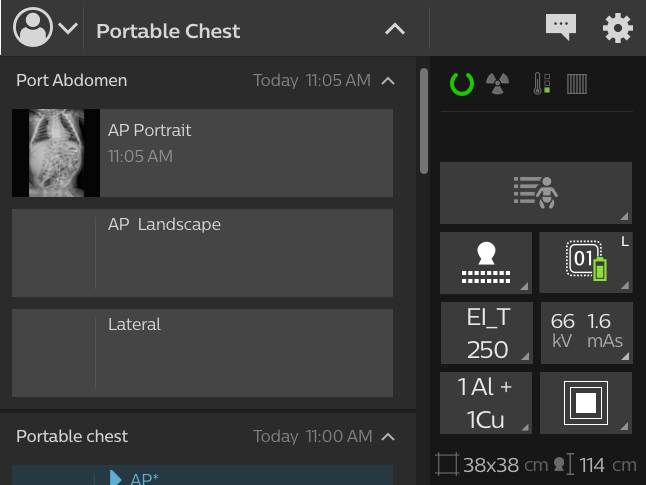 Portable Chest
Port Abdomen
Today 11:05 AM
AP Portrait
11:05 AM
AP Landscape
Lateral
Portable chest
Today 11:00 AM
AP*
01
L
EI_T
250
66 1.6
kV mAs
1 Al +
1Cu
38x38 cm 114 cm